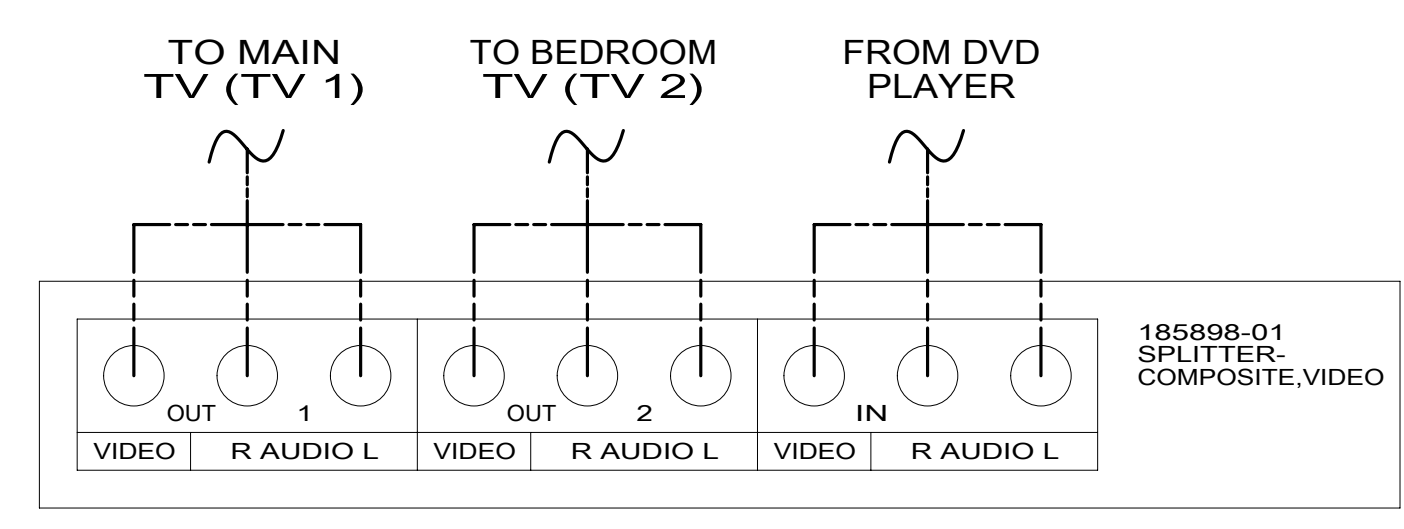 TO MAIN
TV (TV 1)
TO BEDROOM
TV (TV 2)
FROM DVD
PLAYER
185898-01
SPLITTER-
COMPOSITE,VIDEO
OUT 1
OUT 2
IN
VIDEO R AUDIO L VIDEO R AUDIO L VIDEO R AUDIO L